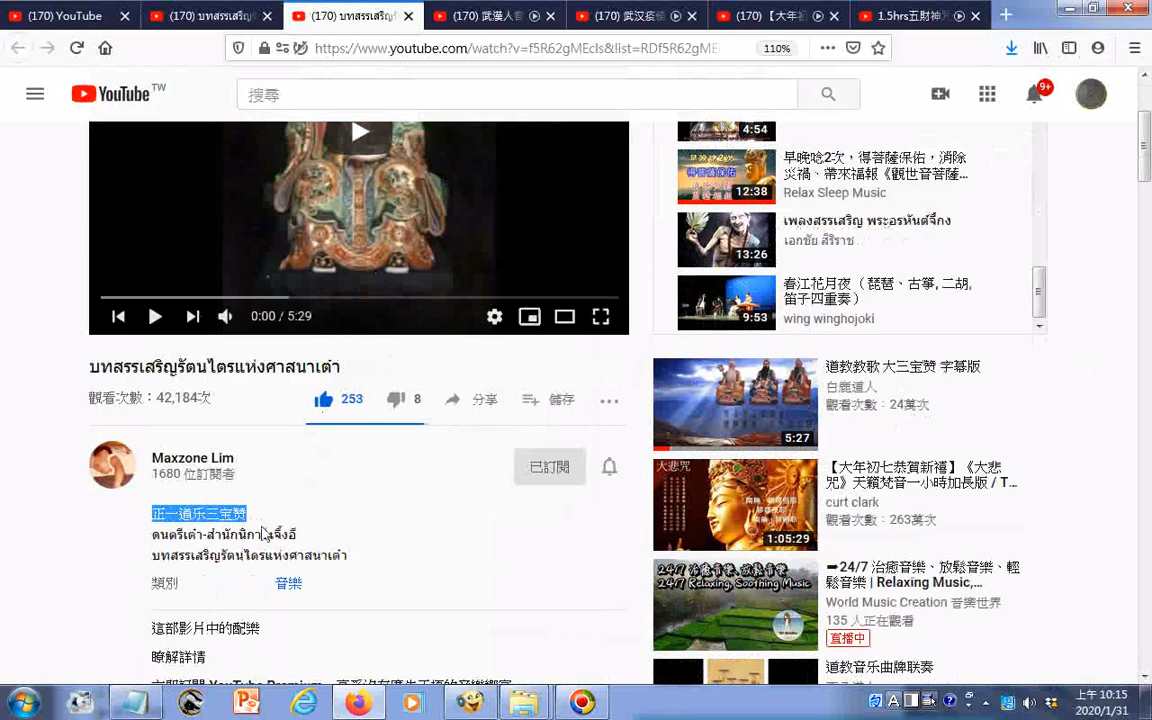 (170) YouTube
(170) บทสรรเสริญ
(170) บทสรรเสริญรั
(170) 武漢人官
(170) 武汉疫情
(170) 【大年初
1.5hrs五財神
https://www.youtube.com/watch?v=f5R62gMEcIs&list=RDf5R62gME
110%
YouTube TW
搜尋
9+
4:54
早晚唸2次，得菩薩保佑，消除
災禍、帶來福報《觀世音菩薩...
Relax Sleep Music
12:38
เพลงสรรเสริญ พระอรหันต์จี้กง
เอกชัย สิริราช
13:26
春江花月夜（琵琶、古箏, 二胡,
笛子四重奏）
wing winghojoki
9:53
0:00 / 5:29
บทสรรเสริญรัตนไตรแห่งศาสนาเต๋า
觀看次數：42,184次
253
8
分享
儲存
Maxzone Lim
1680 位訂閱者
已訂閱
正一道乐三宝赞
ดนตรีเต๋า-สำนักนิกายเจิ้งอี
บทสรรเสริญรัตนไตรแห่งศาสนาเต๋า
類別
音樂
這部影片中的配樂
瞭解詳情
道教教歌 大三宝赞 字幕版
白鹿道人
觀看次數：24萬次
5:27
【大年初七恭賀新禧】《大悲
咒》天籟梵音一小時加長版 / T...
curt clark
觀看次數：263萬次
大悲咒
1:05:29
➡24/7 治癒音樂、放鬆音樂、輕
鬆音樂 | Relaxing Music,...
World Music Creation 音樂世界
135 人正在觀看
直播中
24/7 治癒音樂,放鬆音樂
24/7 Relaxing, Soothing Music
道教音乐曲牌联奏
上午 10:15
2020/1/31